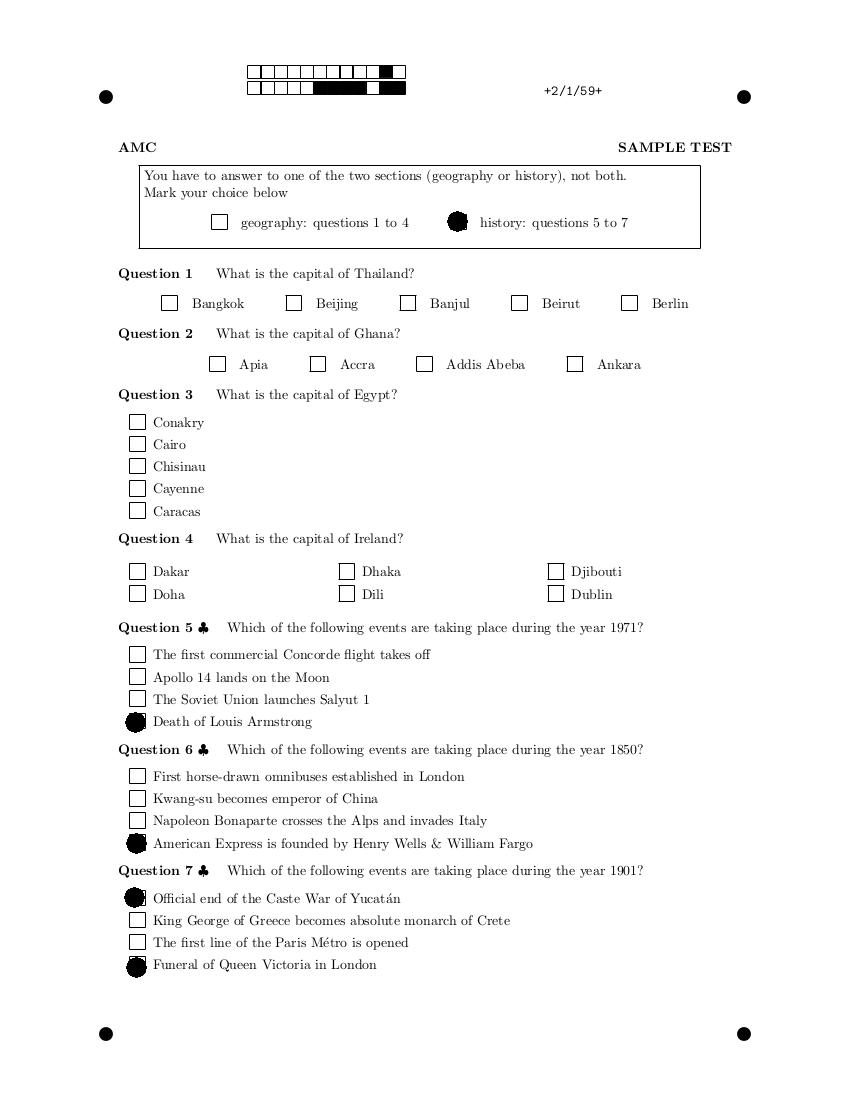 +2/1/59+
AMC SAMPLE TEST
You have to answer to one of the two sections (geography or history), not both.
Mark your choice below
geography: questions 1 to 4 history: questions 5 to 7
Question 1 What is the capital of Thailand?
Bangkok Beijing Banjul Beirut Berlin
Question 2 What is the capital of Ghana?
Apia Accra Addis Abeba Ankara
Question 3 What is the capital of Egypt?
Conakry
Cairo
Chisinau
Cayenne
Caracas
Question 4 What is the capital of Ireland?
Dakar Dhaka Djibouti
Doha Dili Dublin
Question 5 ♣ Which of the following events are taking place during the year 1971?
The first commercial Concorde flight takes off
Apollo 14 lands on the Moon
The Soviet Union launches Salyut 1
Death of Louis Armstrong
Question 6 ♣ Which of the following events are taking place during the year 1850?
First horse-drawn omnibuses established in London
Kwang-su becomes emperor of China
Napoleon Bonaparte crosses the Alps and invades Italy
American Express is founded by Henry Wells & William Fargo
Question 7 ♣ Which of the following events are taking place during the year 1901?
Official end of the Caste War of Yucatán
King George of Greece becomes absolute monarch of Crete
The first line of the Paris Métro is opened
Funeral of Queen Victoria in London